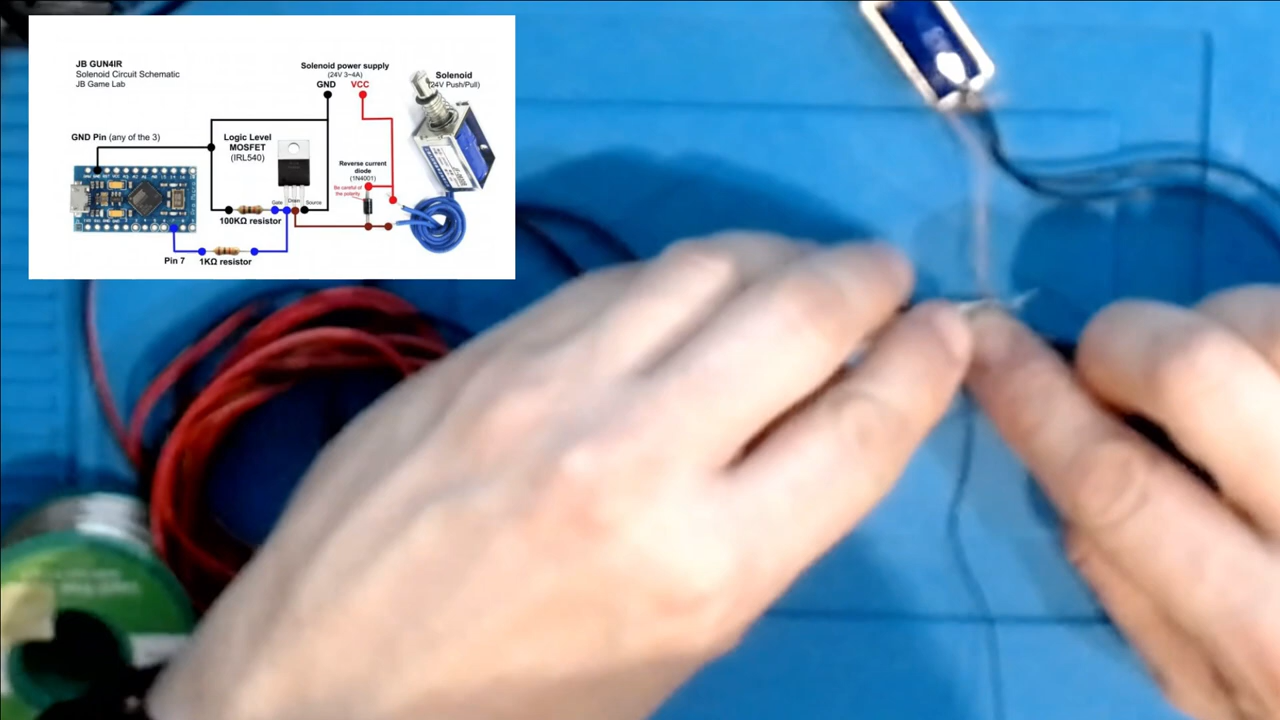 JB GUN4IR
Solenoid Circuit Schematic
JB Game Lab
Solenoid power supply
(24V 3~4A)
GND VCC
Solenoid
(24V Push/Pull)
GND Pin (any of the 3)
Logic Level
MOSFET
(IRL540)
Reverse current
diode
(1N4001)
Be careful of
the polarity
Gate
Drain
Source
100KΩ resistor
Pin 7
1KΩ resistor